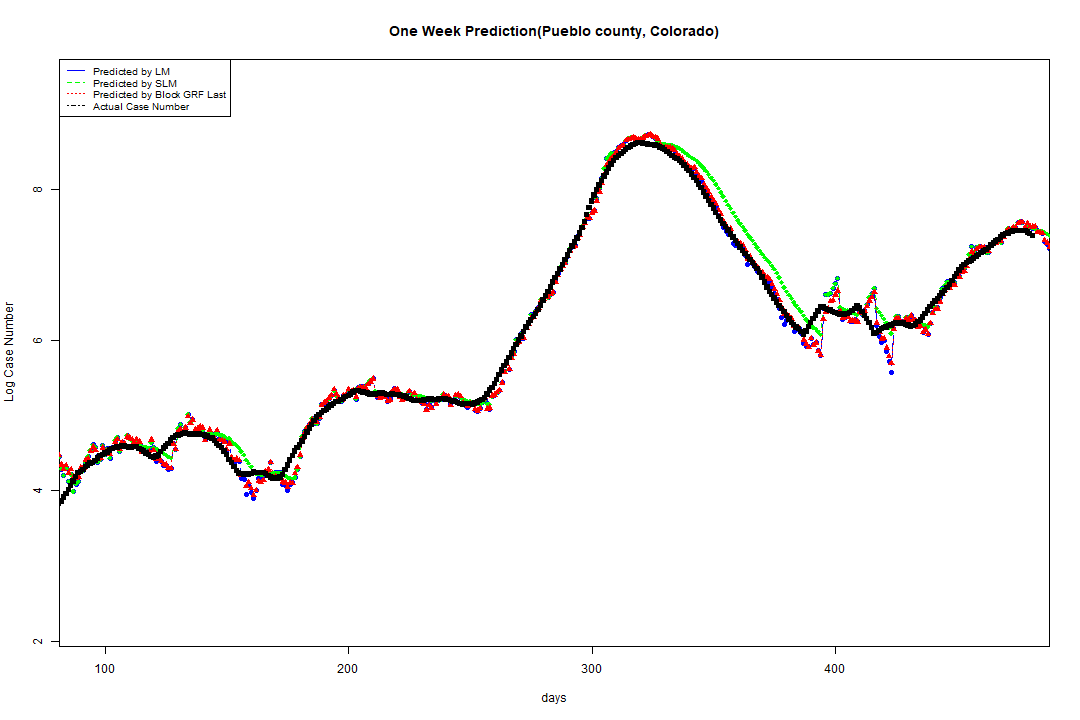 One Week Prediction(Pueblo county, Colorado)
Predicted by LM
Predicted by SLM
Predicted by Block GRF Last
Actual Case Number
Log Case Number
8
6
4
2
100 200 300 400
days